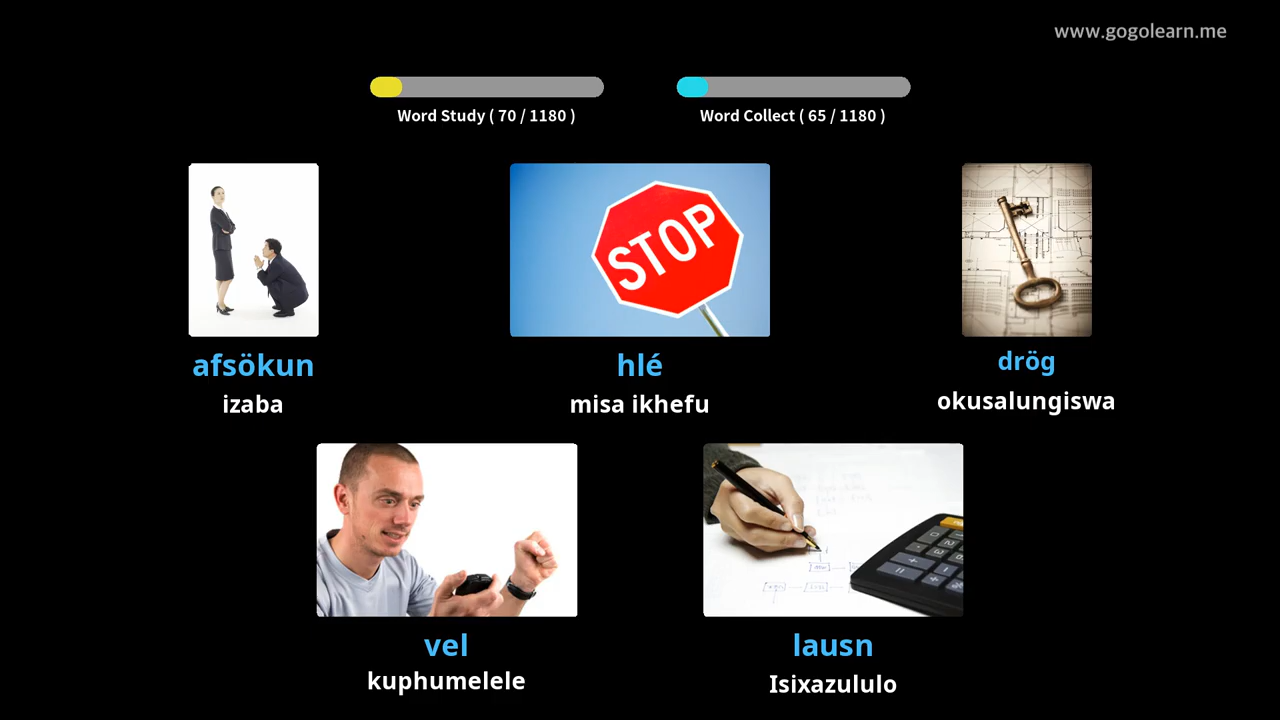 www.gogolearn.me
Word Study ( 70 / 1180 )
Word Collect ( 65 / 1180 )
STOP
afsökun
izaba
hlé
misa ikhefu
drög
okusalungiswa
vel
kuphumelele
lausn
Isixazululo